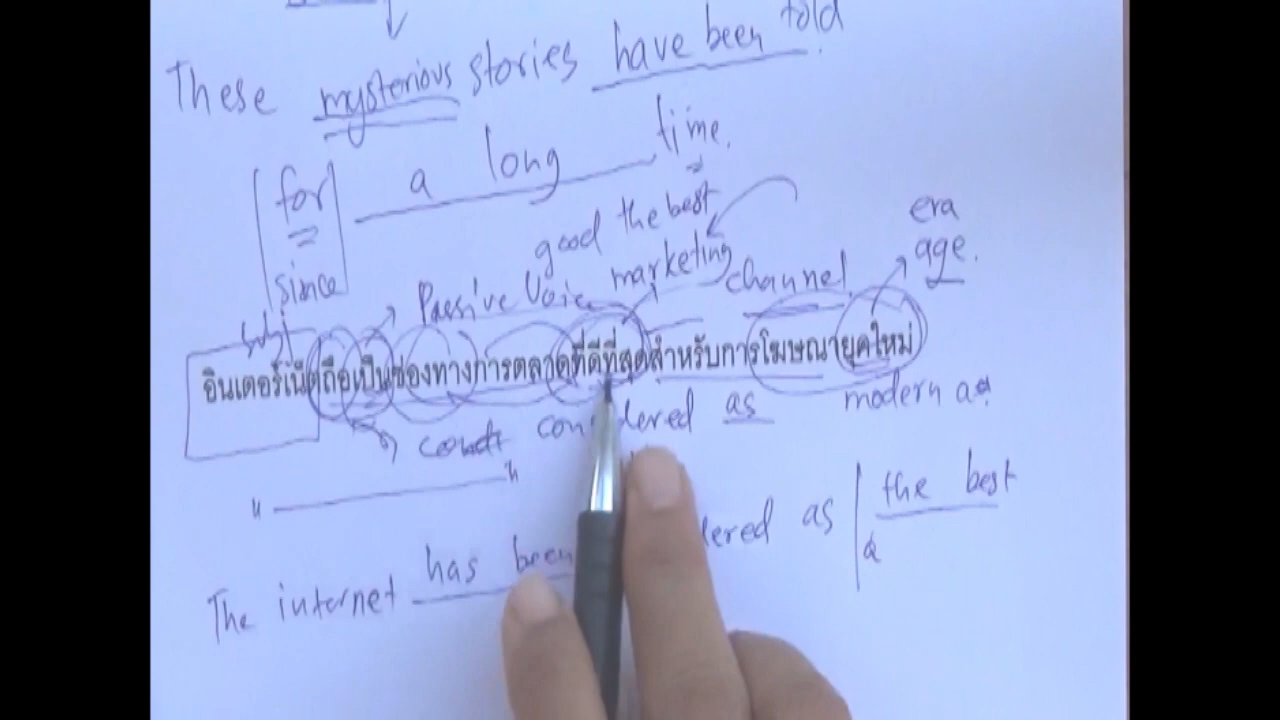 These mysterious stories have been told
for a long time.
since
good the best
era
age.
Passive Voice marketing channel
subj
อินเตอร์เน็ตถือเป็นช่องทางการตลาดที่ดีที่สุดสำหรับการโฆษณายุคใหม่
as modern
The internet has been as the best
a